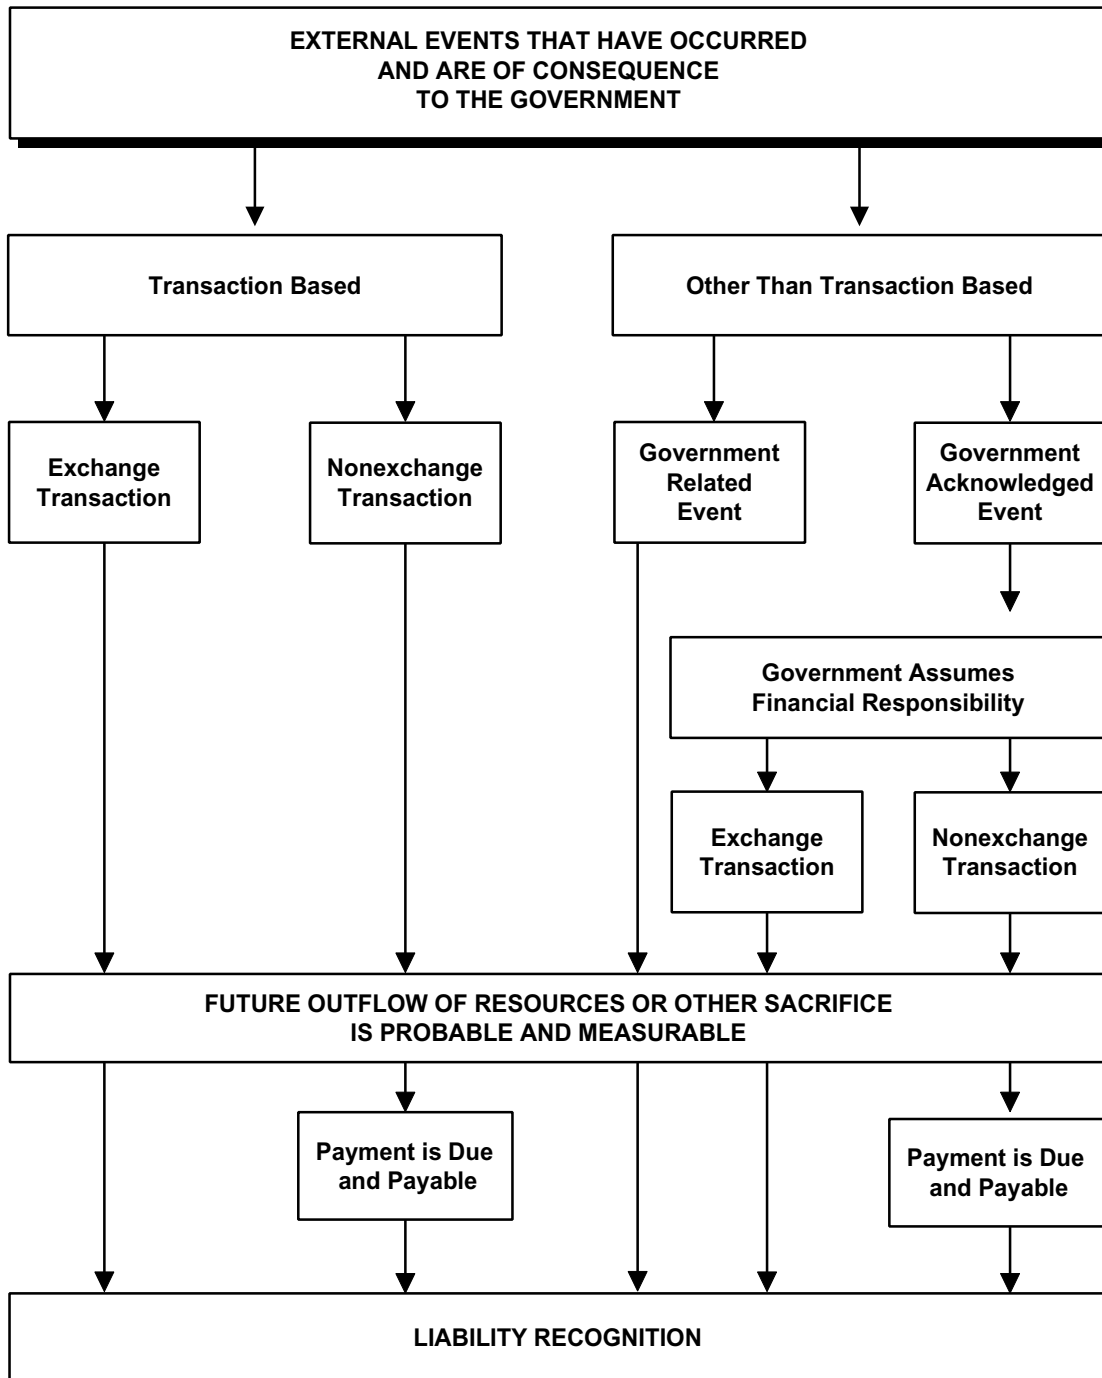 EXTERNAL EVENTS THAT HAVE OCCURRED
AND ARE OF CONSEQUENCE
TO THE GOVERNMENT
Transaction Based
Other Than Transaction Based
Exchange
Transaction
Nonexchange
Transaction
Government
Related
Event
Government
Acknowledged
Event
Government Assumes
Financial Responsibility
Exchange
Transaction
Nonexchange
Transaction
FUTURE OUTFLOW OF RESOURCES OR OTHER SACRIFICE
IS PROBABLE AND MEASURABLE
Payment is Due
and Payable
Payment is Due
and Payable
LIABILITY RECOGNITION